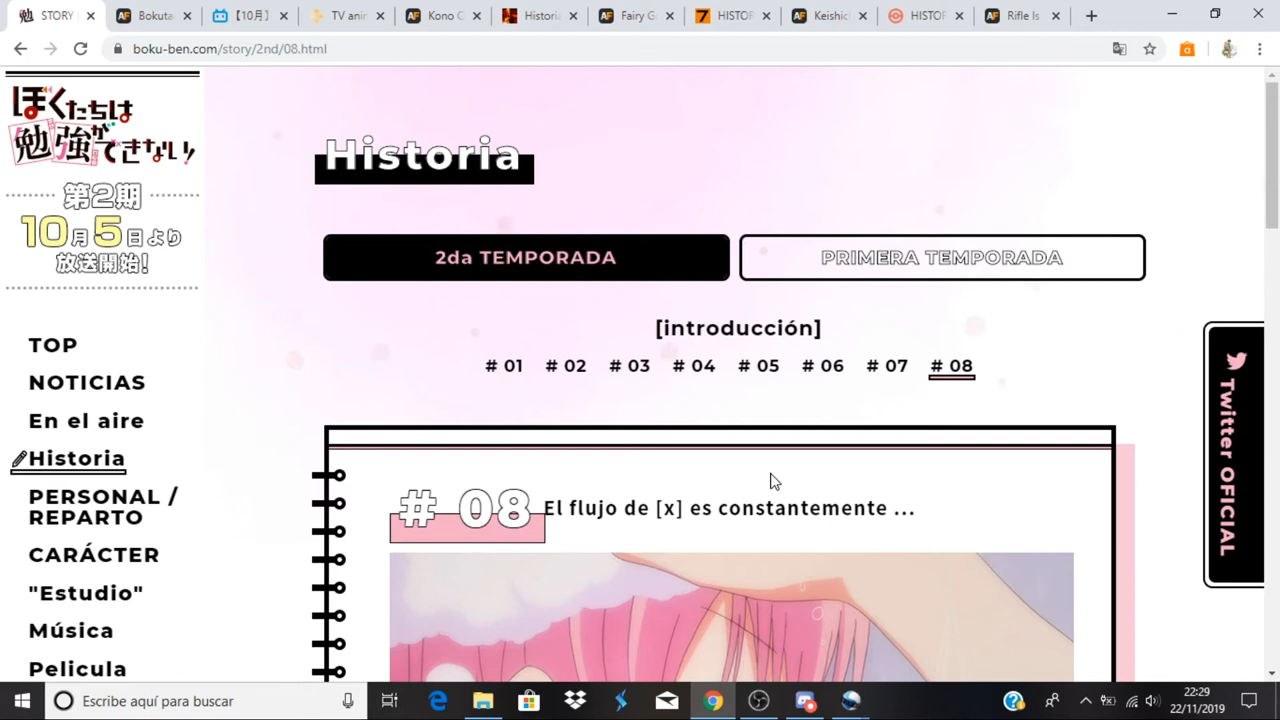 STORY
Bokuta
【10月】
TV anim
Kono C
Historia
Fairy G
HISTOR
Keishich
HISTOR
Rifle Is
boku-ben.com/story/2nd/08.html
ぼくたちは
勉強が
できない!
第2期
10月5日より
放送開始!
TOP
NOTICIAS
En el aire
Historia
PERSONAL /
REPARTO
CARÁCTER
"Estudio"
Música
Pelicula
Historia
2da TEMPORADA
PRIMERA TEMPORADA
[introducción]
# 01 # 02 # 03 # 04 # 05 # 06 # 07 # 08
# 08 El flujo de [x] es constantemente ...
Twitter OFICIAL
Escribe aquí para buscar
22:29
22/11/2019